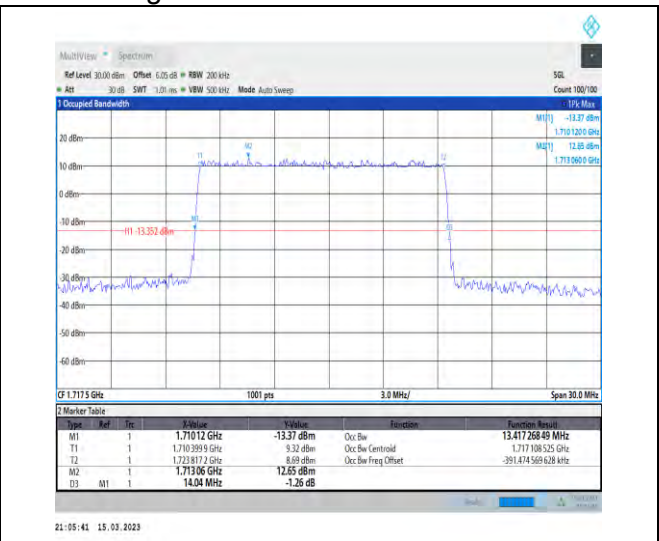 MultiView Spectrum
Ref Level 30.00 dBm Offset 6.05 dB RBW 200 kHz SGL
Att 30 dB SWT 1.01 ms VBW 500 kHz Mode Auto Sweep Count 100/100
1 Occupied Bandwidth 1Pk Max
M1[1] -13.37 dBm
1.710 120 0 GHz
20 dBm
M2[1] 12.65 dBm
1.713 060 0 GHz
T1 M2 T2
10 dBm
0 dBm
-10 dBm
M1
H1 -13.352 dBm
D3
-20 dBm
-30 dBm
-40 dBm
-50 dBm
-60 dBm
CF 1.717 5 GHz 1001 pts 3.0 MHz/ Span 30.0 MHz
2 Marker Table
Type Ref Trc X-Value Y-Value Function Function Result
M1 1 1.710 12 GHz -13.37 dBm Occ Bw 13.417 268 49 MHz
T1 1 1.710 399 9 GHz 9.32 dBm Occ Bw Centroid 1.717 108 525 GHz
T2 1 1.723 817 2 GHz 8.69 dBm Occ Bw Freq Offset -391.474 569 628 kHz
M2 1 1.713 06 GHz 12.65 dBm
D3 M1 1 14.04 MHz -1.26 dB
21:05:41 15.03.2023